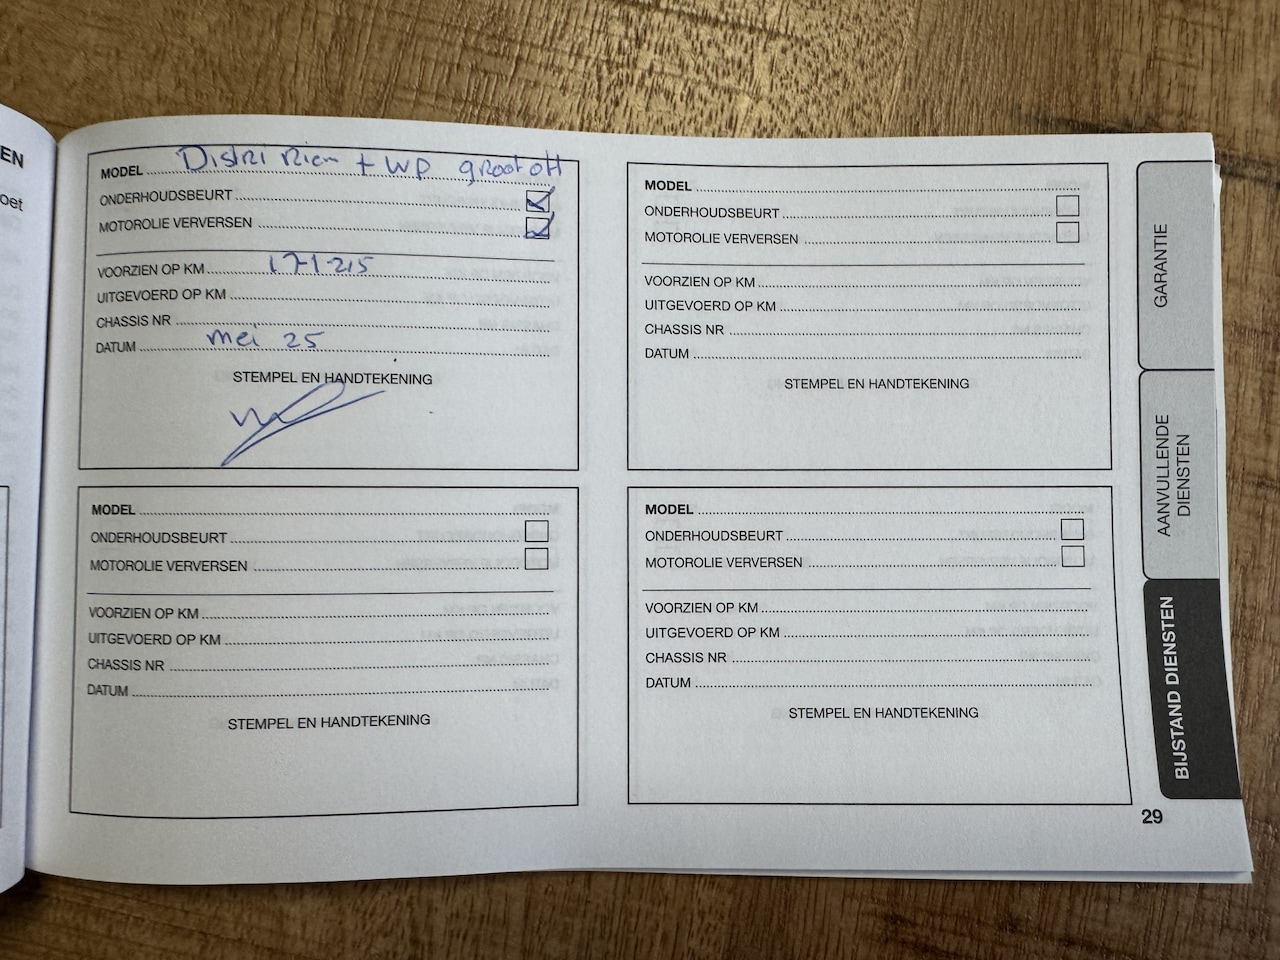 EN
oet
MODEL Distri Riem + WP groot oH
ONDERHOUDSBEURT
MOTOROLIE VERVERSEN
VOORZIEN OP KM 171215
UITGEVOERD OP KM
CHASSIS NR
DATUM mei 25
STEMPEL EN HANDTEKENING
MODEL
ONDERHOUDSBEURT
MOTOROLIE VERVERSEN
VOORZIEN OP KM
UITGEVOERD OP KM
CHASSIS NR
DATUM
STEMPEL EN HANDTEKENING
MODEL
ONDERHOUDSBEURT
MOTOROLIE VERVERSEN
VOORZIEN OP KM
UITGEVOERD OP KM
CHASSIS NR
DATUM
STEMPEL EN HANDTEKENING
MODEL
ONDERHOUDSBEURT
MOTOROLIE VERVERSEN
VOORZIEN OP KM
UITGEVOERD OP KM
CHASSIS NR
DATUM
STEMPEL EN HANDTEKENING
GARANTIE
AANVULLENDE
DIENSTEN
BIJSTAND DIENSTEN
29